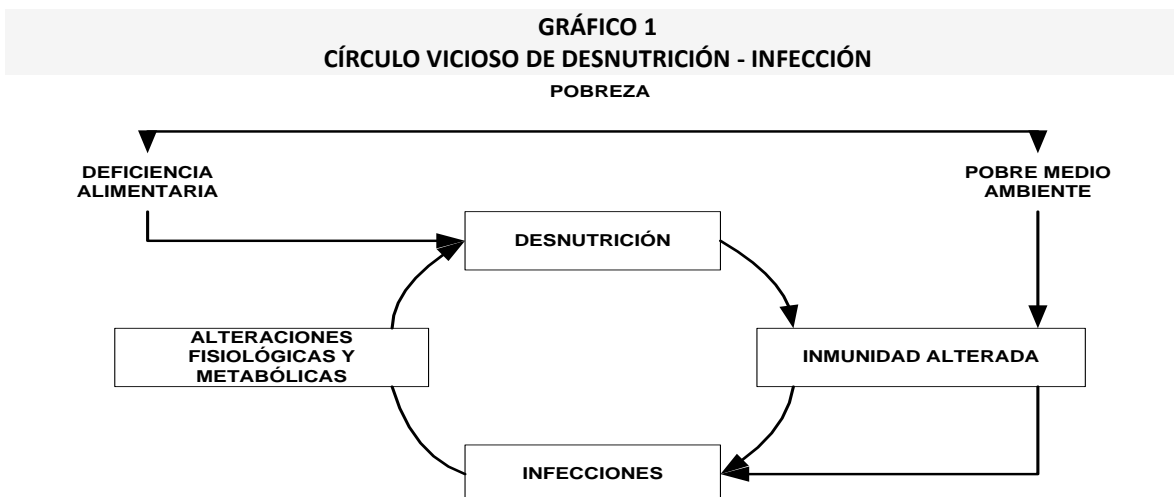 GRÁFICO 1
CÍRCULO VICIOSO DE DESNUTRICIÓN - INFECCIÓN
POBREZA
DEFICIENCIA
ALIMENTARIA
POBRE MEDIO
AMBIENTE
DESNUTRICIÓN
ALTERACIONES
FISIOLÓGICAS Y
METABÓLICAS
INMUNIDAD ALTERADA
INFECCIONES